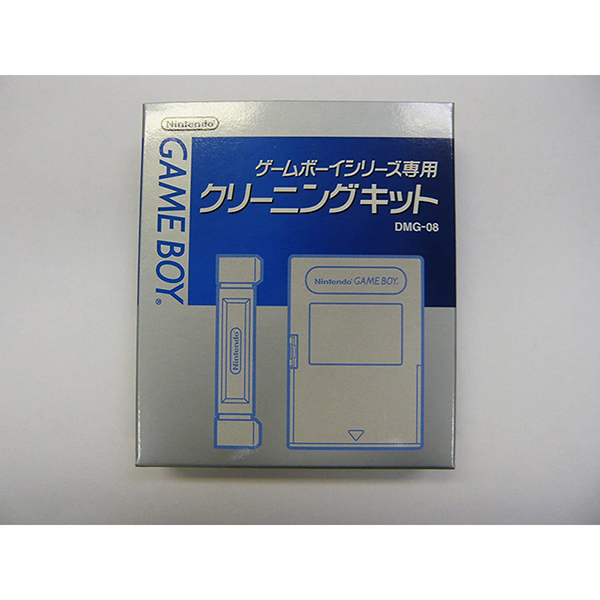 Nintendo
GAME BOY®
ゲームボーイシリーズ専用
クリーニングキット
DMG-08
Nintendo
Nintendo GAME BOY